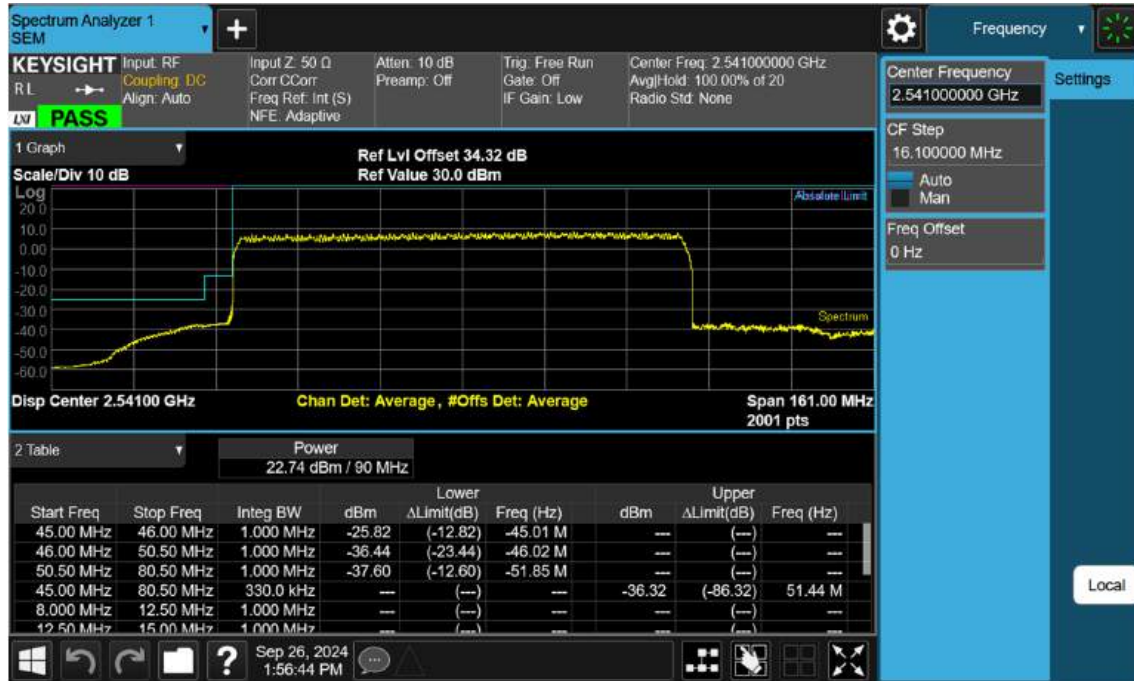 Spectrum Analyzer 1
SEM
Frequency
KEYSIGHT
R L
LXI
PASS
Input: RF
Coupling: DC
Align: Auto
Input Z: 50 Ω
Corr CCorr
Freq Ref: Int (S)
NFE: Adaptive
Atten: 10 dB
Preamp: Off
Trig: Free Run
Gate: Off
IF Gain: Low
Center Freq: 2.541000000 GHz
Avg|Hold: 100.00% of 20
Radio Std: None
Center Frequency
2.541000000 GHz
Settings
CF Step
16.100000 MHz
Auto
Man
Freq Offset
0 Hz
Local
1 Graph
Scale/Div 10 dB
Ref Lvl Offset 34.32 dB
Ref Value 30.0 dBm
Log
Absolute Limit
20.0
10.0
0.00
-10.0
-20.0
-30.0
-40.0
-50.0
-60.0
Spectrum
Disp Center 2.54100 GHz
Chan Det: Average, #Offs Det: Average
Span 161.00 MHz
2001 pts
2 Table
Power
22.74 dBm / 90 MHz
Lower Upper
Start Freq Stop Freq Integ BW dBm ΔLimit(dB) Freq (Hz) dBm ΔLimit(dB) Freq (Hz)
45.00 MHz 46.00 MHz 1.000 MHz -25.82 (-12.82) -45.01 M --- (---) ---
46.00 MHz 50.50 MHz 1.000 MHz -36.44 (-23.44) -46.02 M --- (---) ---
50.50 MHz 80.50 MHz 1.000 MHz -37.60 (-12.60) -51.85 M --- (---) ---
45.00 MHz 80.50 MHz 330.0 kHz --- (---) --- -36.32 (-86.32) 51.44 M
8.000 MHz 12.50 MHz 1.000 MHz --- (---) --- --- (---) ---
12.50 MHz 15.00 MHz 1.000 MHz --- (---) --- --- (---) ---
Sep 26, 2024
1:56:44 PM